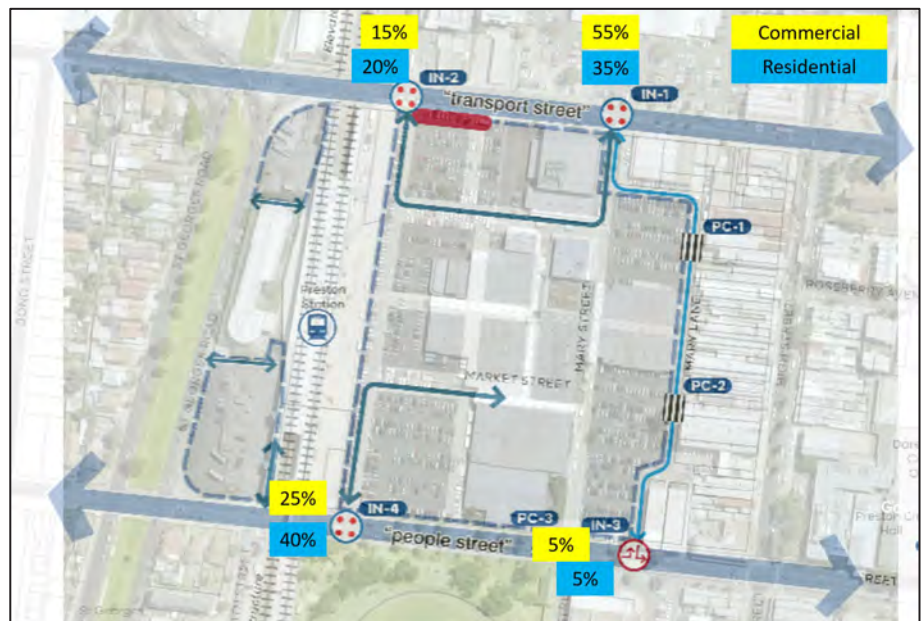 15%
55%
Commercial
20%
35%
Residential
IN-2
IN-1
"transport street"
PC-1
Preston
Station
MARY STREET
MARY LANE
MARKET STREET
PC-2
25%
IN-4
PC-3
IN-3
40%
"people street"
5%
5%